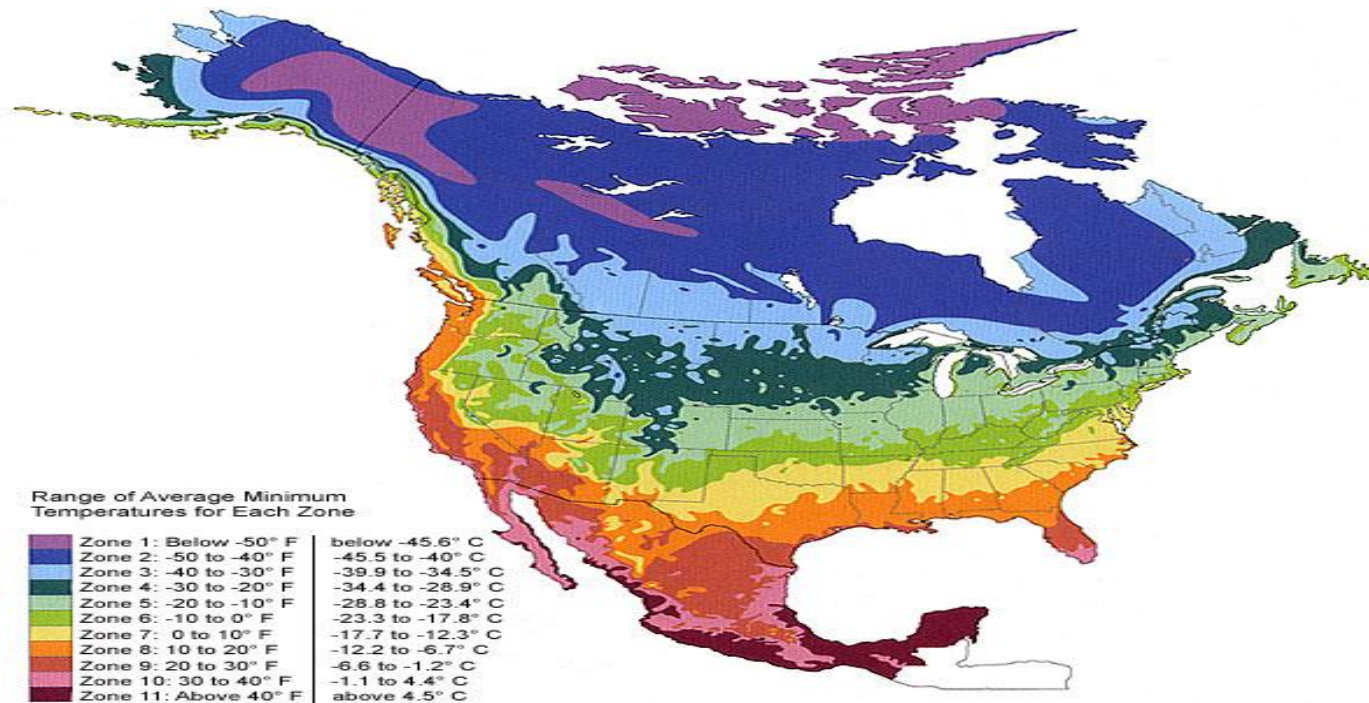 Range of Average Minimum
Temperatures for Each Zone
Zone 1: Below -50° F | below -45.6° C
Zone 2: -50 to -40° F | -45.5 to -40° C
Zone 3: -40 to -30° F | -39.9 to -34.5° C
Zone 4: -30 to -20° F | -34.4 to -28.9° C
Zone 5: -20 to -10° F | -28.8 to -23.4° C
Zone 6: -10 to 0° F | -23.3 to -17.8° C
Zone 7: 0 to 10° F | -17.7 to -12.3° C
Zone 8: 10 to 20° F | -12.2 to -6.7° C
Zone 9: 20 to 30° F | -6.6 to -1.2° C
Zone 10: 30 to 40° F | -1.1 to 4.4° C
Zone 11: Above 40° F | above 4.5° C